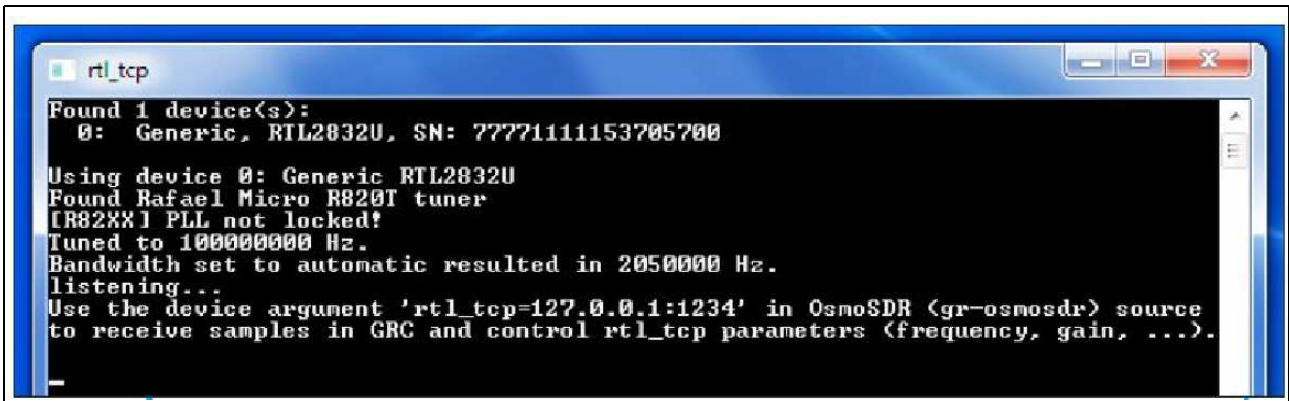 rtl_tcp
Found 1 device(s):
0: Generic, RTL2832U, SN: 77771111153705700
Using device 0: Generic RTL2832U
Found Rafael Micro R820T tuner
[R82XX] PLL not locked!
Tuned to 100000000 Hz.
Bandwidth set to automatic resulted in 2050000 Hz.
listening...
Use the device argument 'rtl_tcp=127.0.0.1:1234' in OsmoSDR (gr-osmosdr) source
to receive samples in GRC and control rtl_tcp parameters (frequency, gain, ...).